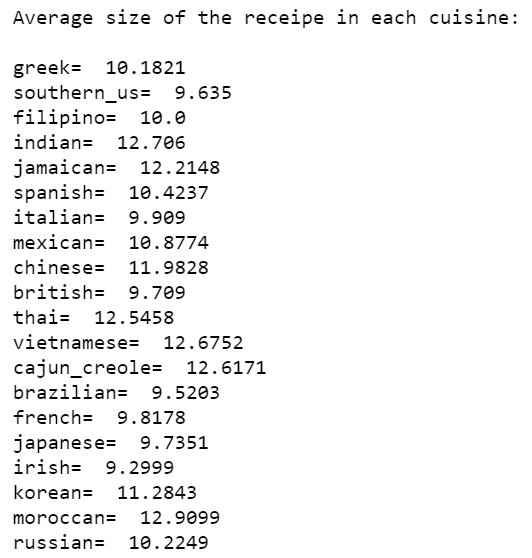 Average size of the receipe in each cuisine:
greek=  10.1821
southern_us=  9.635
filipino=  10.0
indian=  12.706
jamaican=  12.2148
spanish=  10.4237
italian=  9.909
mexican=  10.8774
chinese=  11.9828
british=  9.709
thai=  12.5458
vietnamese=  12.6752
cajun_creole=  12.6171
brazilian=  9.5203
french=  9.8178
japanese=  9.7351
irish=  9.2999
korean=  11.2843
moroccan=  12.9099
russian=  10.2249